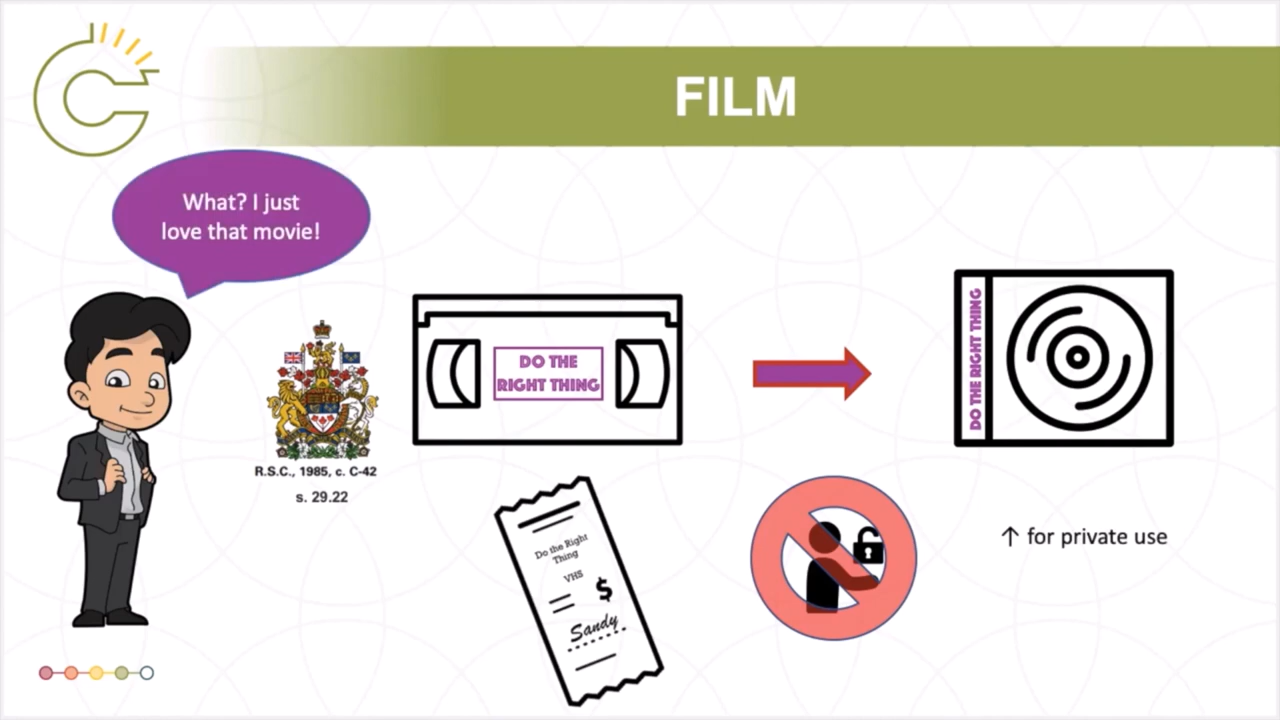 FILM
What? I just
love that movie!
R.S.C., 1985, c. C-42
s. 29.22
DO THE
RIGHT THING
DO THE RIGHT THING
Do the Right
Thing
VHS
$
Sandy
↑ for private use